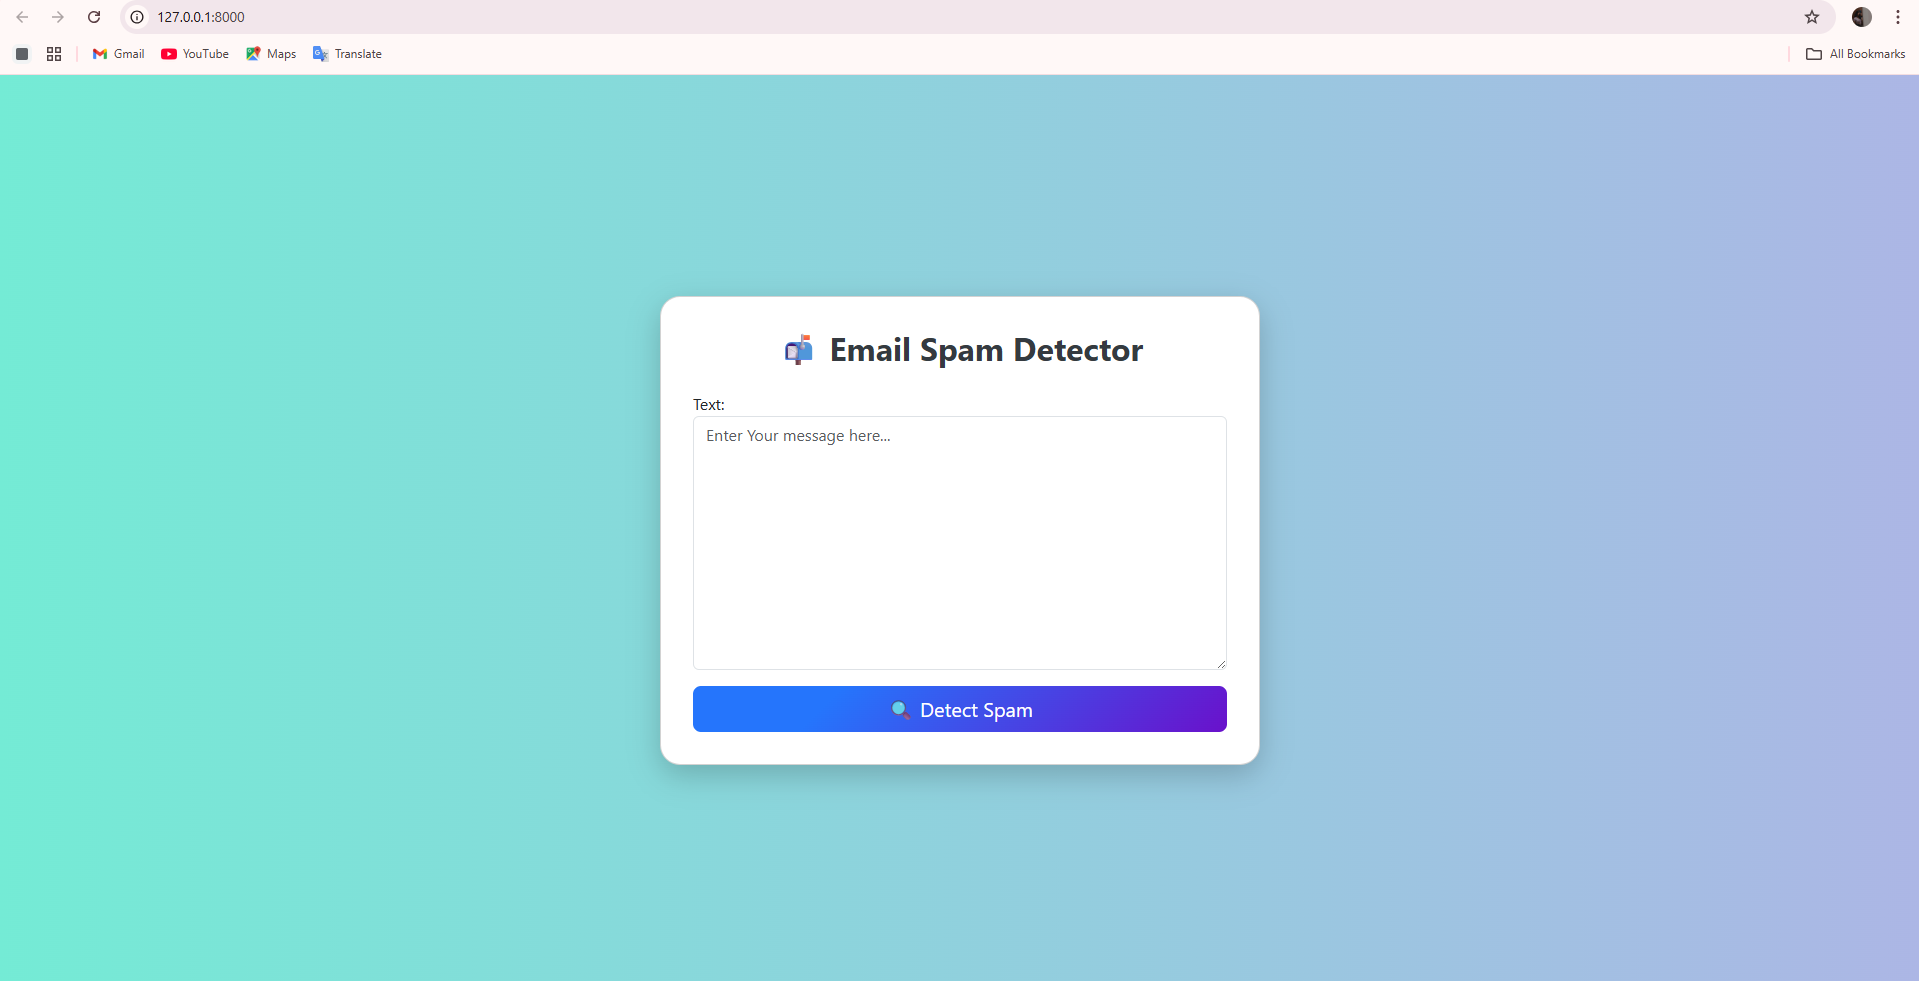 127.0.0.1:8000
Gmail YouTube Maps Translate All Bookmarks
Email Spam Detector
Text:
Enter Your message here...
Detect Spam